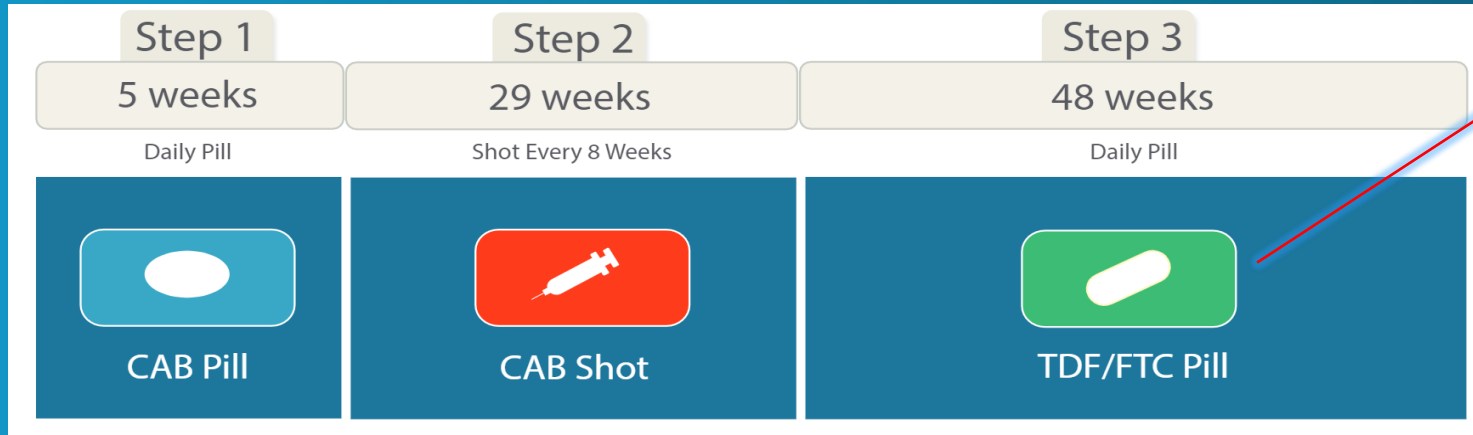 Step 1
Step 2
Step 3
5 weeks
29 weeks
48 weeks
Daily Pill
Shot Every 8 Weeks
Daily Pill
CAB Pill
CAB Shot
TDF/FTC Pill